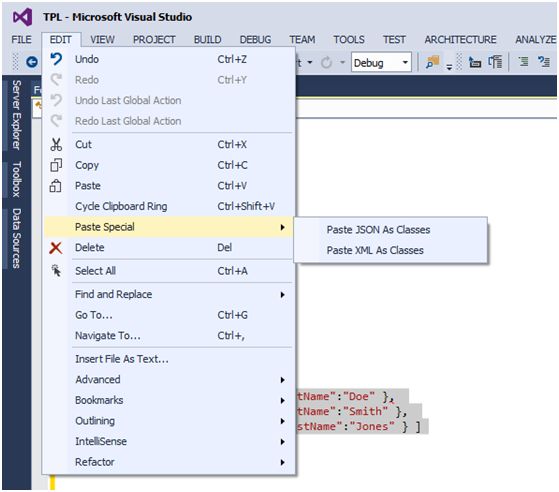 TPL - Microsoft Visual Studio
FILE EDIT VIEW PROJECT BUILD DEBUG TEAM TOOLS TEST ARCHITECTURE ANALYZE
Undo Ctrl+Z
Debug
Redo Ctrl+Y
Undo Last Global Action
Redo Last Global Action
Server Explorer
Toolbox
Data Sources
Cut Ctrl+X
Copy Ctrl+C
Paste Ctrl+V
Cycle Clipboard Ring Ctrl+Shift+V
Paste Special
Paste JSON As Classes
Paste XML As Classes
Delete Del
Select All Ctrl+A
Find and Replace
Go To... Ctrl+G
Navigate To... Ctrl+,
Insert File As Text...
Advanced
Bookmarks
Outlining
IntelliSense
Refactor
tName":"Doe" },
tName":"Smith" },
stName":"Jones" } ]